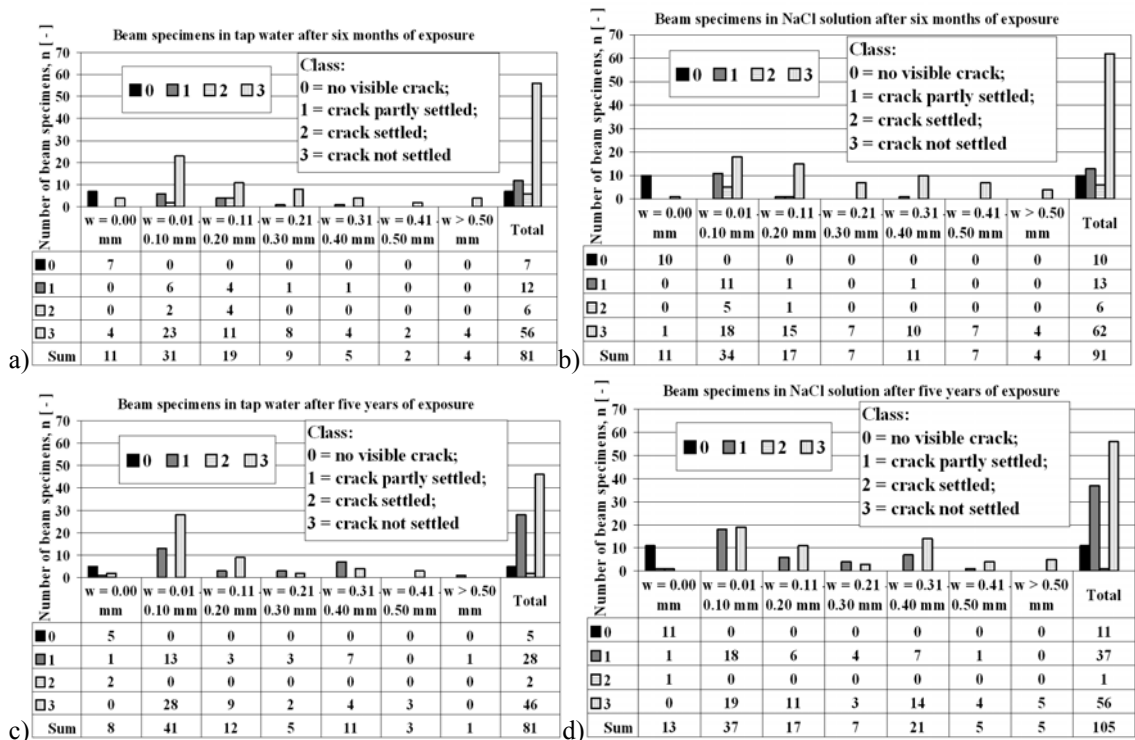 Beam specimens in tap water after six months of exposure
Number of beam specimens, n [ - ]
70
60
50
40
30
20
10
0
0 1 2 3
Class:
0 = no visible crack;
1 = crack partly settled;
2 = crack settled;
3 = crack not settled
w = 0.00 w = 0.01 w = 0.11 w = 0.21 w = 0.31 w = 0.41 w > 0.50 Total
mm 0.10 mm 0.20 mm 0.30 mm 0.40 mm 0.50 mm mm
0 7 0 0 0 0 0 0 7
1 0 6 4 1 1 0 0 12
2 0 2 4 0 0 0 0 6
3 4 23 11 8 4 2 4 56
Sum 11 31 19 9 5 2 4 81
a)
Beam specimens in NaCl solution after six months of exposure
Number of beam specimens, n [ - ]
70
60
50
40
30
20
10
0
0 1 2 3
Class:
0 = no visible crack;
1 = crack partly settled;
2 = crack settled;
3 = crack not settled
w = 0.00 w = 0.01 w = 0.11 w = 0.21 w = 0.31 w = 0.41 w > 0.50 Total
mm 0.10 mm 0.20 mm 0.30 mm 0.40 mm 0.50 mm mm
0 10 0 0 0 0 0 0 10
1 0 11 1 0 1 0 0 13
2 0 5 1 0 0 0 0 6
3 1 18 15 7 10 7 4 62
Sum 11 34 17 7 11 7 4 91
b)
Beam specimens in tap water after five years of exposure
Number of beam specimens, n [ - ]
70
60
50
40
30
20
10
0
0 1 2 3
Class:
0 = no visible crack;
1 = crack partly settled;
2 = crack settled;
3 = crack not settled
w = 0.00 w = 0.01 w = 0.11 w = 0.21 w = 0.31 w = 0.41 w > 0.50 Total
mm 0.10 mm 0.20 mm 0.30 mm 0.40 mm 0.50 mm mm
0 5 0 0 0 0 0 0 5
1 1 13 3 3 7 0 1 28
2 2 0 0 0 0 0 0 2
3 0 28 9 2 4 3 0 46
Sum 8 41 12 5 11 3 1 81
c)
Beam specimens in NaCl solution after five years of exposure
Number of beam specimens, n [ - ]
70
60
50
40
30
20
10
0
0 1 2 3
Class:
0 = no visible crack;
1 = crack partly settled;
2 = crack settled;
3 = crack not settled
w = 0.00 w = 0.01 w = 0.11 w = 0.21 w = 0.31 w = 0.41 w > 0.50 Total
mm 0.10 mm 0.20 mm 0.30 mm 0.40 mm 0.50 mm mm
0 11 0 0 0 0 0 0 11
1 1 18 6 4 7 1 0 37
2 1 0 0 0 0 0 0 1
3 0 19 11 3 14 4 5 56
Sum 13 37 17 7 21 5 5 105
d)